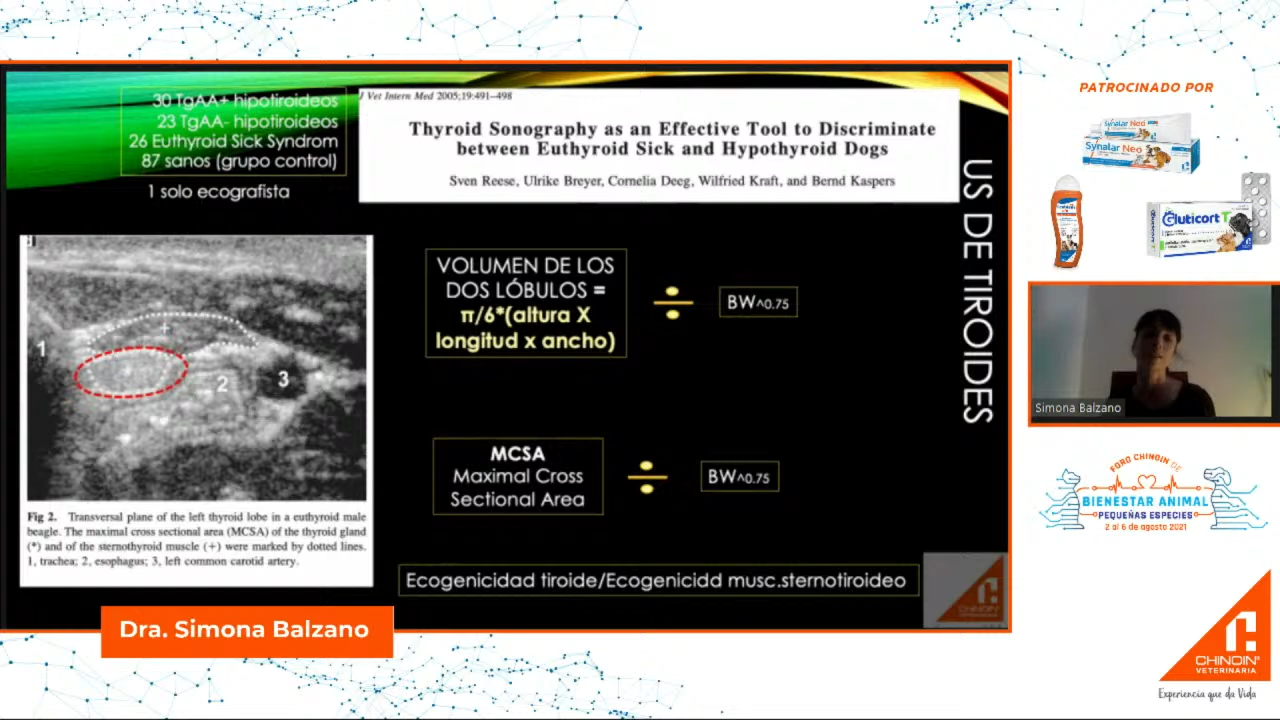 30 TgAA+ hipotiroideos
23 TgAA- hipotiroideos
26 Euthyroid Sick Syndrom
87 sanos (grupo control)
1 solo ecografista
J Vet Intern Med 2005;19:491–498
Thyroid Sonography as an Effective Tool to Discriminate
between Euthyroid Sick and Hypothyroid Dogs
Sven Reese, Ulrike Breyer, Cornelia Deeg, Wilfried Kraft, and Bernd Kaspers
US DE TIROIDES
1
2
3
Fig 2. Transversal plane of the left thyroid lobe in a euthyroid male
beagle. The maximal cross sectional area (MCSA) of the thyroid gland
(*) and of the sternothyroid muscle (+) were marked by dotted lines.
1, trachea; 2, esophagus; 3, left common carotid artery.
VOLUMEN DE LOS
DOS LÓBULOS =
π/6*(altura X
longitud x ancho)
÷
BW^0.75
MCSA
Maximal Cross
Sectional Area
÷
BW^0.75
Ecogenicidad tiroide/Ecogenicidd musc.sternotiroideo
Dra. Simona Balzano
PATROCINADO POR
Synalar Neo
Synalar Neo
Gluticort
Simona Balzano
FORO CHINOIN DE
BIENESTAR ANIMAL
PEQUEÑAS ESPECIES
2 al 6 de agosto 2021
CHINOIN
VETERINARIA
Experiencia que da Vida